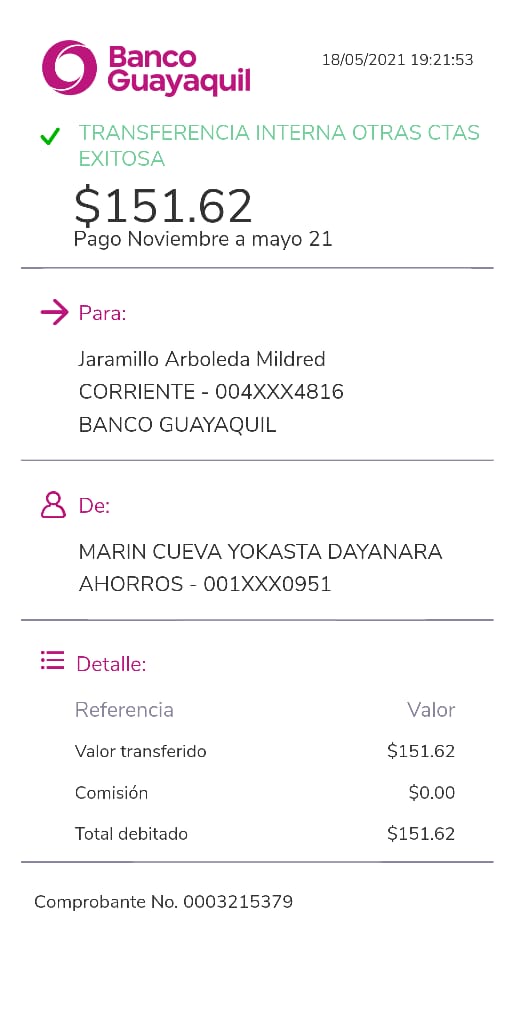 Banco
Guayaquil
18/05/2021 19:21:53
TRANSFERENCIA INTERNA OTRAS CTAS
EXITOSA
$151.62
Pago Noviembre a mayo 21
Para:
Jaramillo Arboleda Mildred
CORRIENTE - 004XXX4816
BANCO GUAYAQUIL
De:
MARIN CUEVA YOKASTA DAYANARA
AHORROS - 001XXX0951
Detalle:
Referencia Valor
Valor transferido $151.62
Comisión $0.00
Total debitado $151.62
Comprobante No. 0003215379